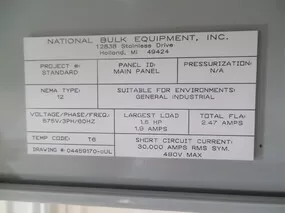 NATIONAL BULK EQUIPMENT, INC.
12838 Stainless Drive
Holland, MI - 49424
PROJECT #: PANEL ID: PRESSURIZATION:
STANDARD MAIN PANEL N/A
NEMA TYPE: SUITABLE FOR ENVIRONMENTS:
12 GENERAL INDUSTRIAL
VOLTAGE/PHASE/FREQ: LARGEST LOAD TOTAL FLA:
575V-3PH/60HZ 1.5 HP 2.47 AMPS
1.9 AMPS
TEMP CODE: T6 SHORT CIRCUIT CURRENT:
30,000 AMPS RMS SYM.
DRAWING #: 04459170-cUL 480V MAX